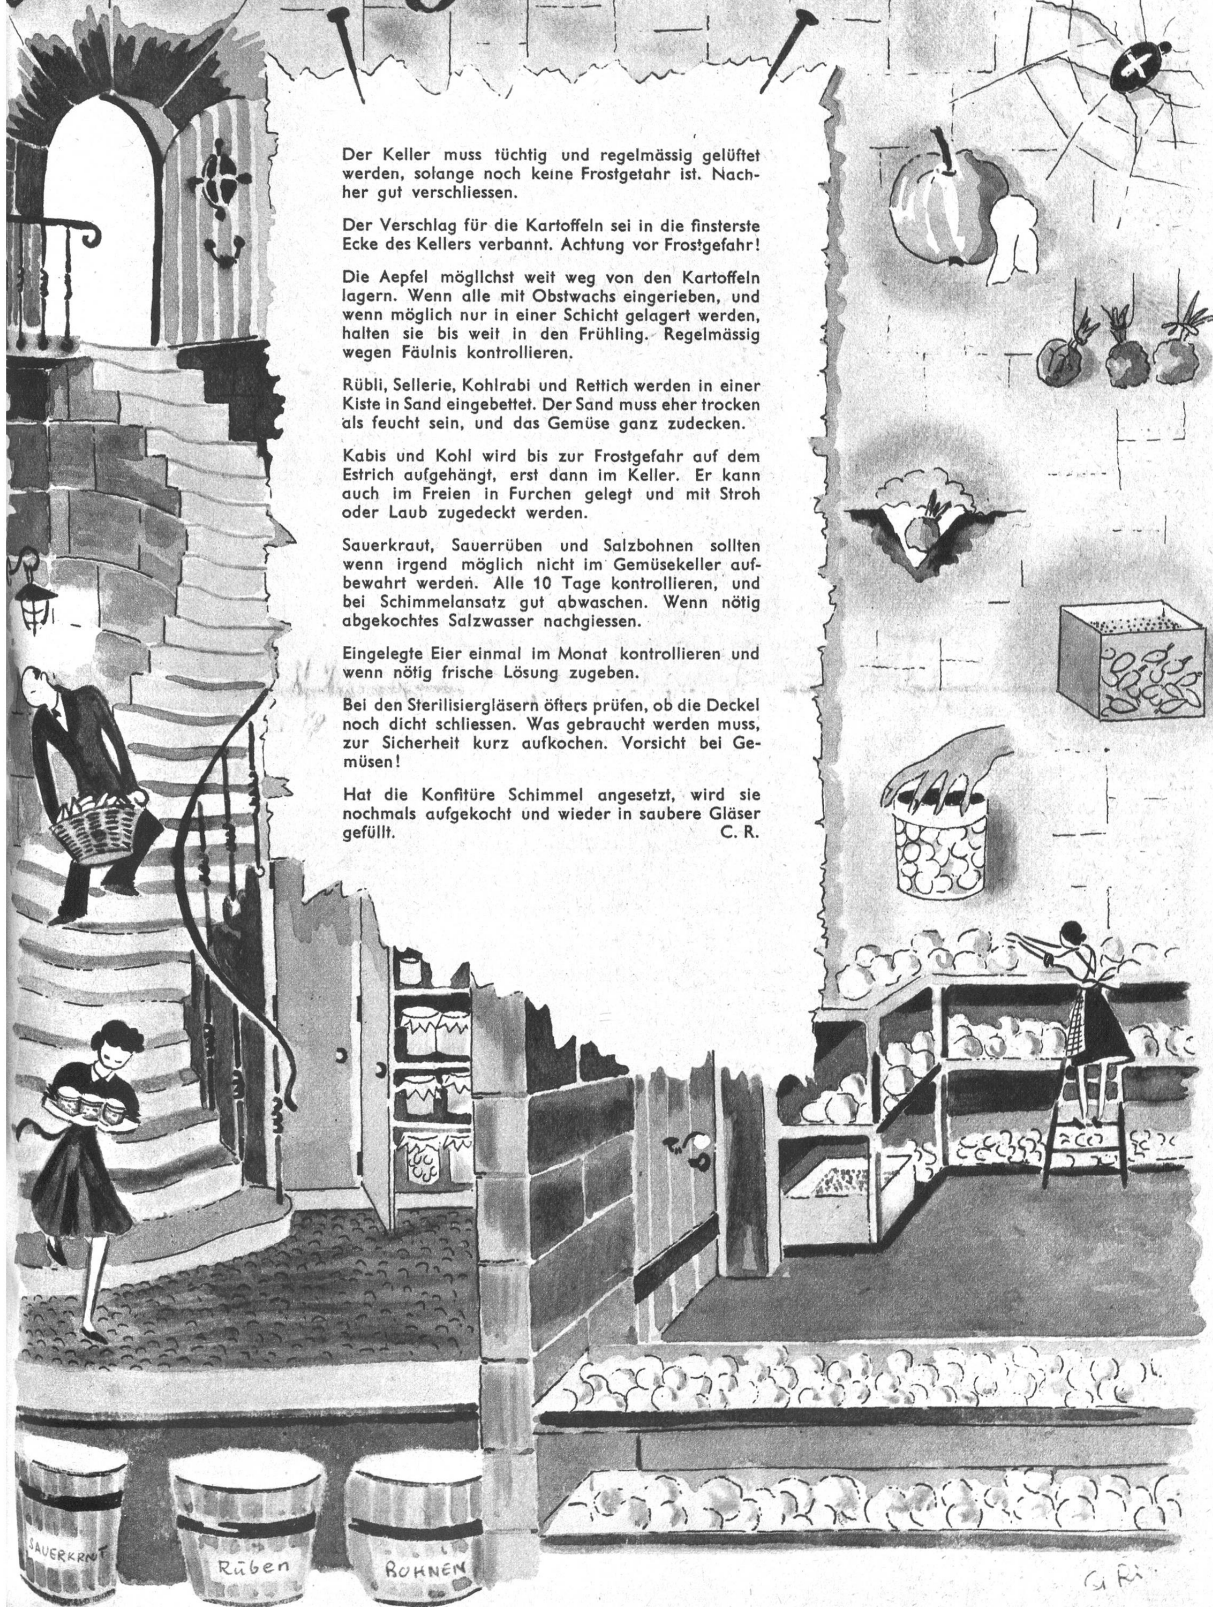 Der Keller muss tüchtig und regelmässig gelüftet
werden, solange noch keine Frostgefahr ist. Nach-
her gut verschliessen.
Der Verschlag für die Kartoffeln sei in die finsterste
Ecke des Kellers verbannt. Achtung vor Frostgefahr!
Die Aepfel möglichst weit weg von den Kartoffeln
lagern. Wenn alle mit Obstwachs eingerieben, und
wenn möglich nur in einer Schicht gelagert werden,
halten sie bis weit in den Frühling. Regelmässig
wegen Fäulnis kontrollieren.
Rübli, Sellerie, Kohlrabi und Rettich werden in einer
Kiste in Sand eingebettet. Der Sand muss eher trocken
als feucht sein, und das Gemüse ganz zudecken.
Kabis und Kohl wird bis zur Frostgefahr auf dem
Estrich aufgehängt, erst dann im Keller. Er kann
auch im Freien in Furchen gelegt und mit Stroh
oder Laub zugedeckt werden.
Sauerkraut, Sauerrüben und Salzbohnen sollten
wenn irgend möglich nicht im Gemüsekeller auf-
bewahrt werden. Alle 10 Tage kontrollieren, und
bei Schimmelansatz gut abwaschen. Wenn nötig
abgekochtes Salzwasser nachgiessen.
Eingelegte Eier einmal im Monat kontrollieren und
wenn nötig frische Lösung zugeben.
Bei den Sterilisiergläsern öfters prüfen, ob die Deckel
noch dicht schliessen. Was gebraucht werden muss,
zur Sicherheit kurz aufkochen. Vorsicht bei Ge-
müsen!
Hat die Konfitüre Schimmel angesetzt, wird sie
nochmals aufgekocht und wieder in saubere Gläser
gefüllt. C. R.
SAUERKRAUT
Rüben
BOHNEN